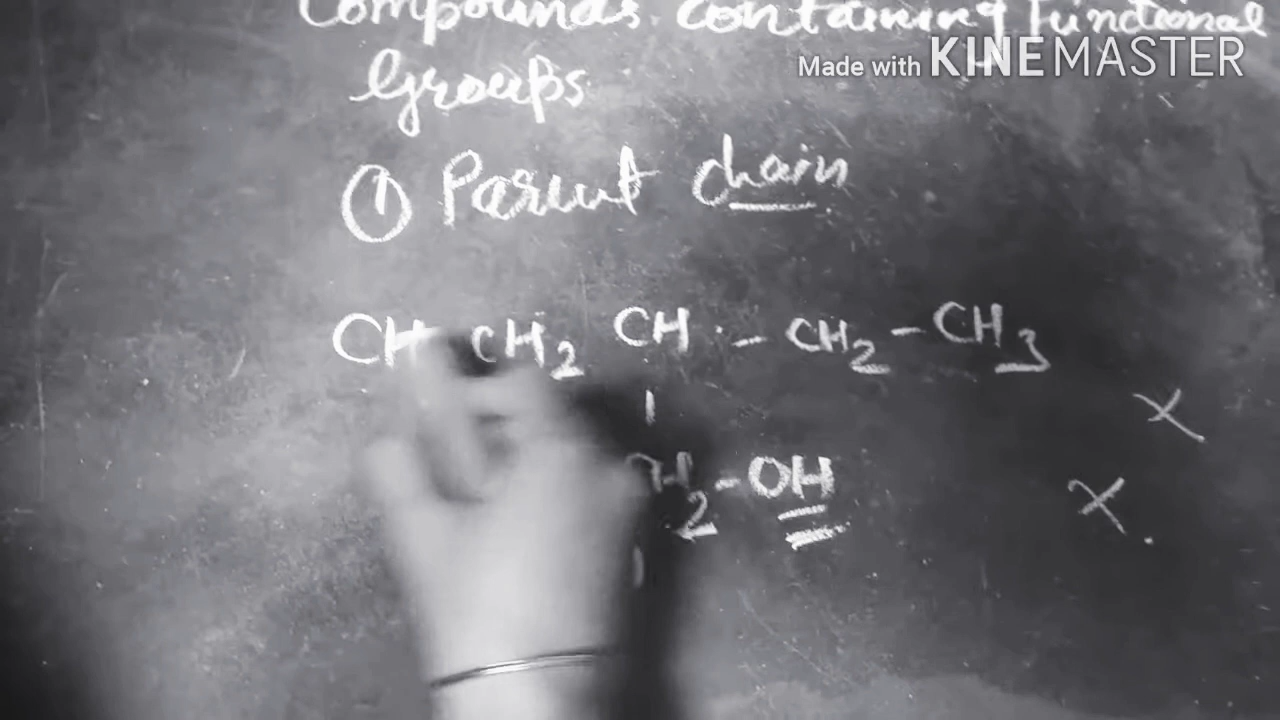 Compounds containing Functional
Made with KINEMASTER
Groups
① Parent chain
CH CH₂ CH - CH₂ - CH₃
H₂ - OH